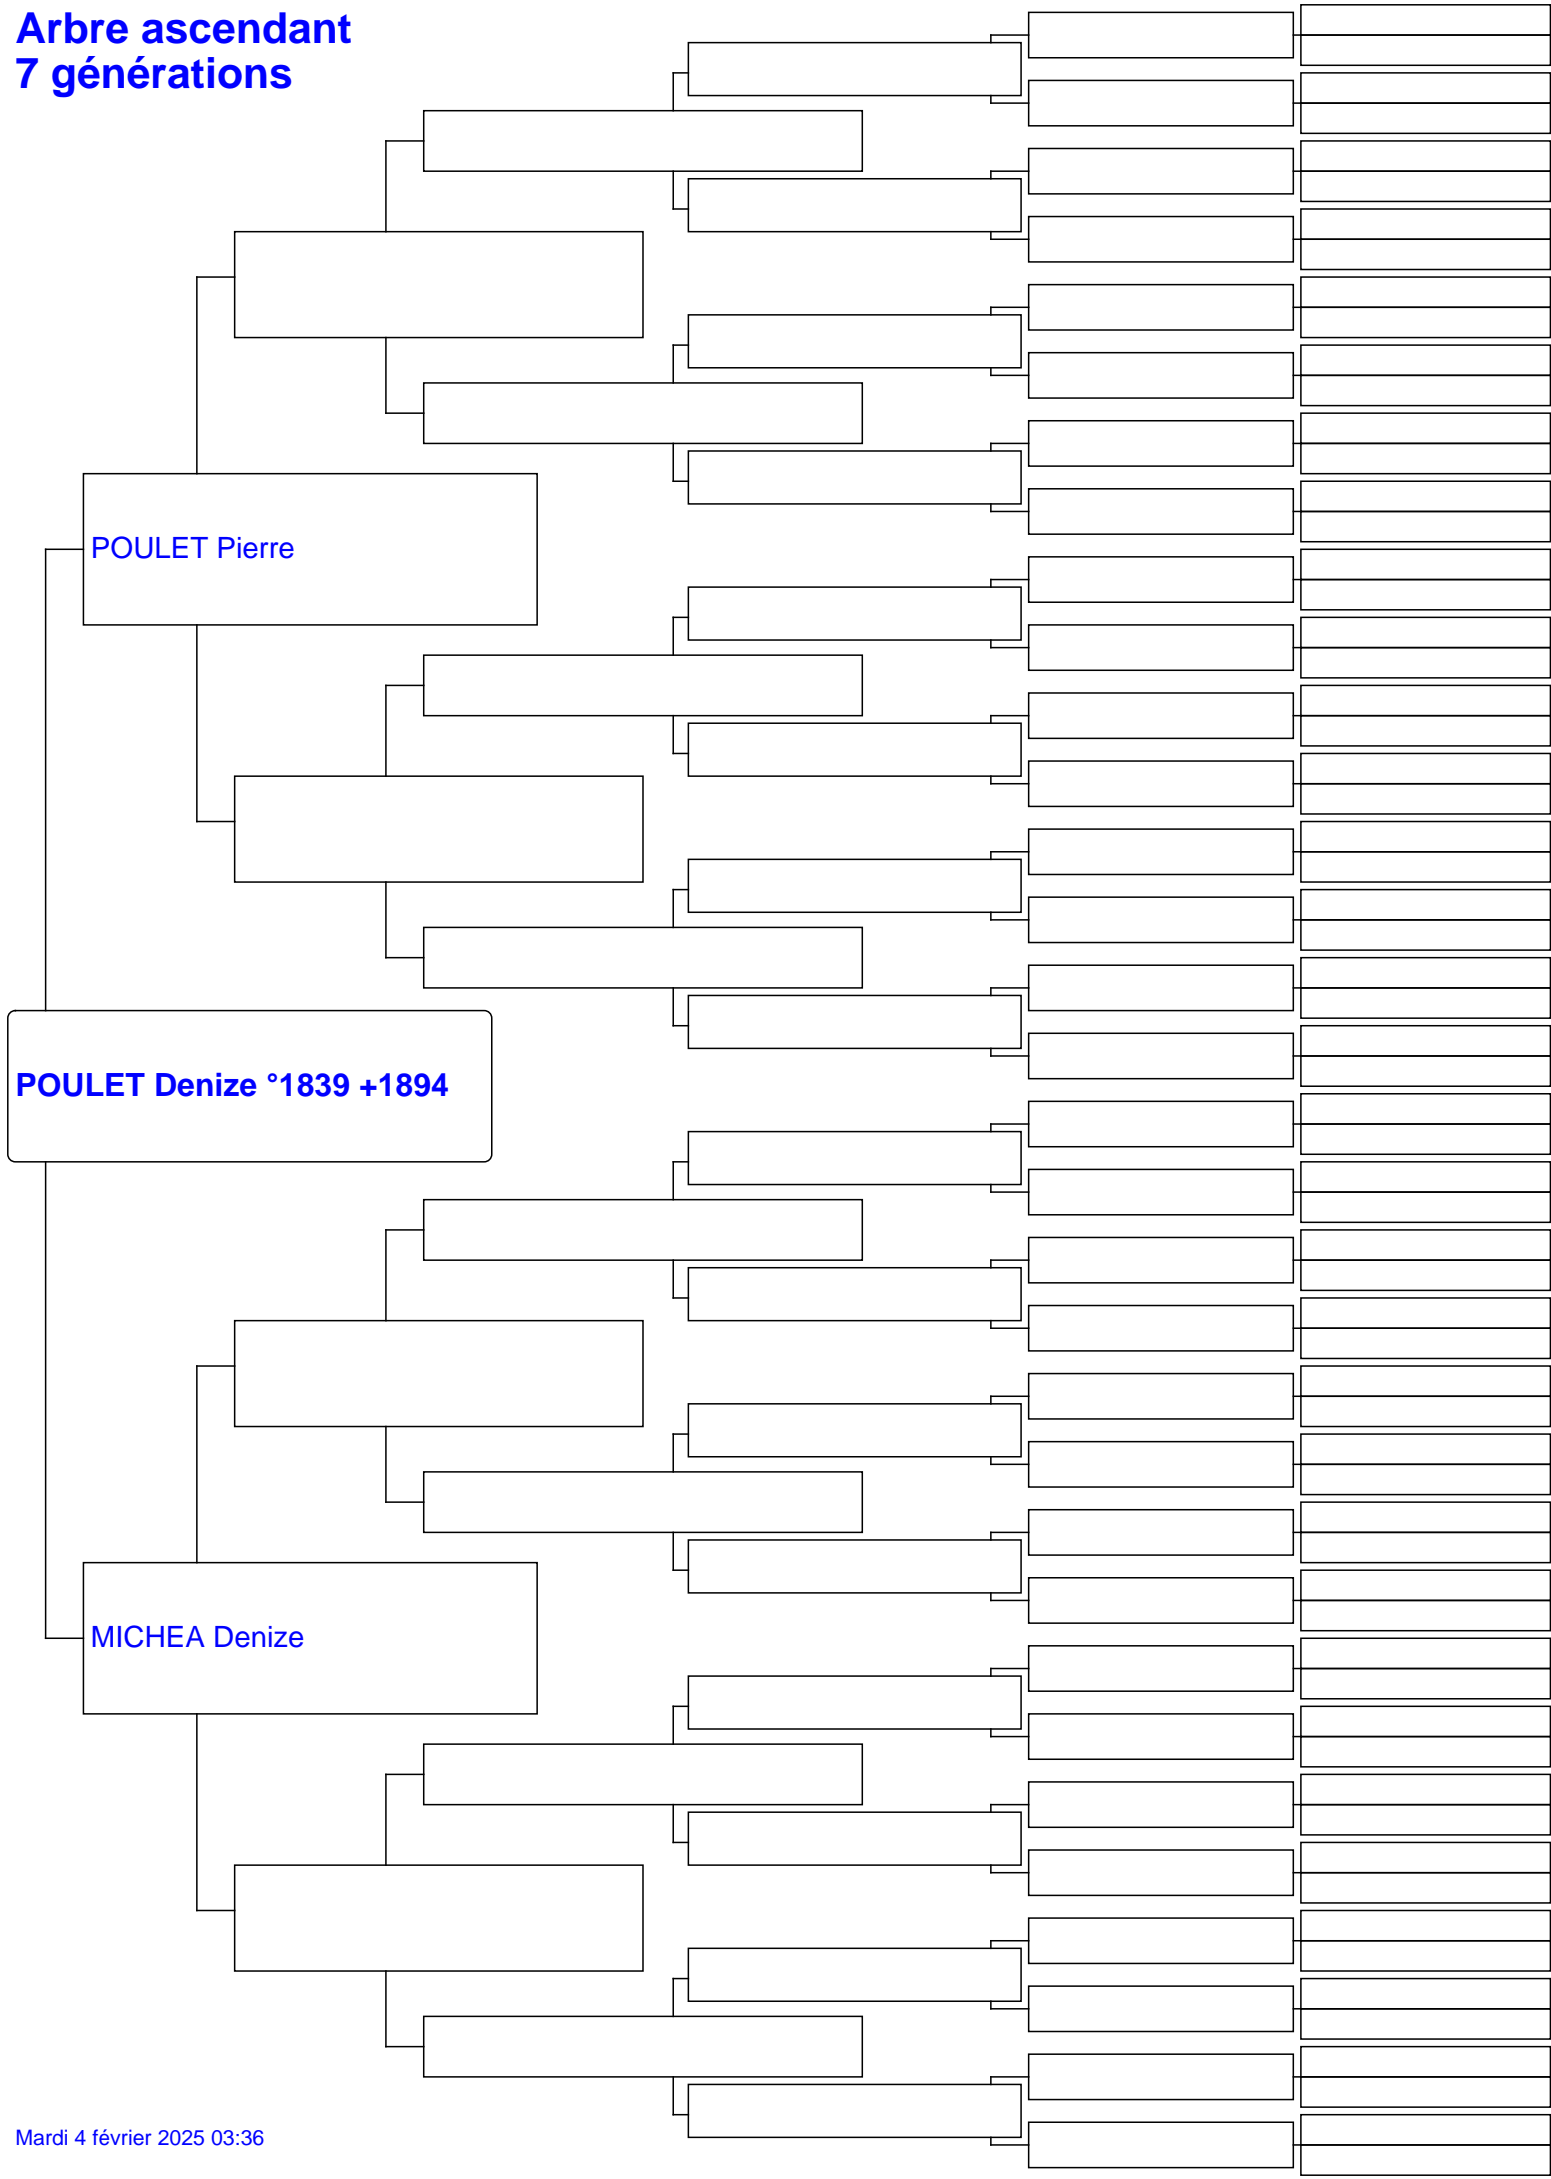 Arbre ascendant
7 générations
POULET Pierre
POULET Denize °1839 +1894
MICHEA Denize
Mardi 4 février 2025 03:36